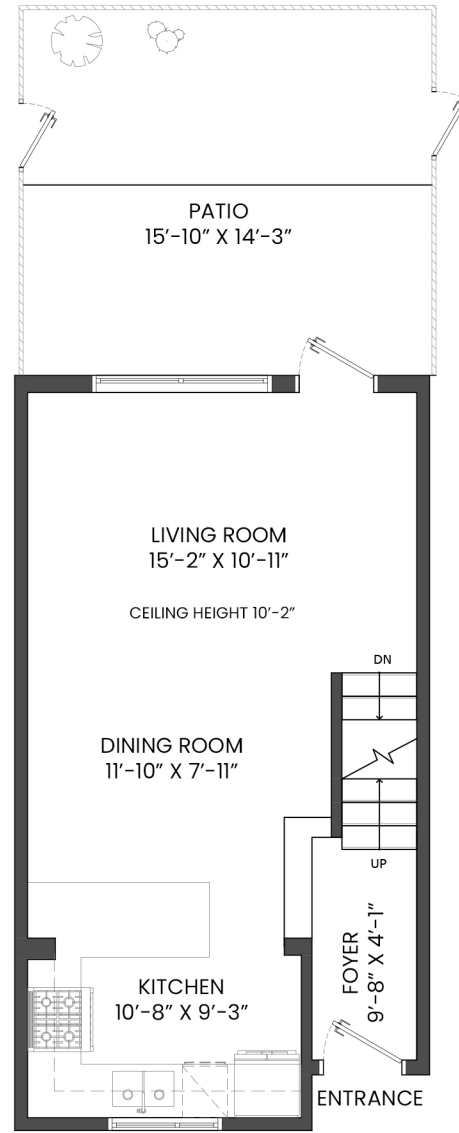 PATIO
15’-10” X 14’-3”
LIVING ROOM
15’-2” X 10’-11”
CEILING HEIGHT 10’-2”
DN
DINING ROOM
11’-10” X 7’-11”
UP
FOYER
9’-8” X 4’-1”
KITCHEN
10’-8” X 9’-3”
ENTRANCE